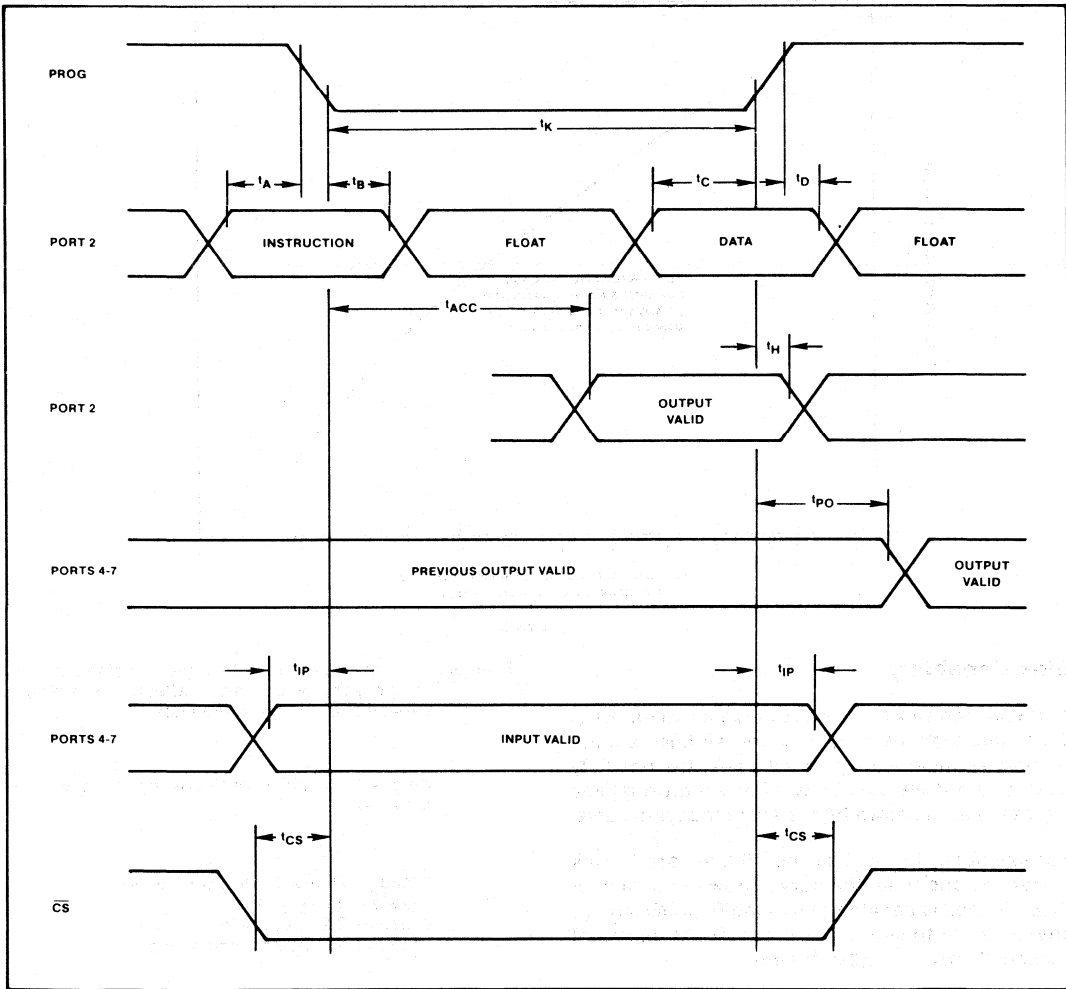 PROG
tK
tA
tB
tC
tD
PORT 2
INSTRUCTION
FLOAT
DATA
FLOAT
tACC
tH
PORT 2
OUTPUT
VALID
tPO
PORTS 4-7
PREVIOUS OUTPUT VALID
OUTPUT
VALID
tIP
tIP
PORTS 4-7
INPUT VALID
tCS
tCS
C̅S̅